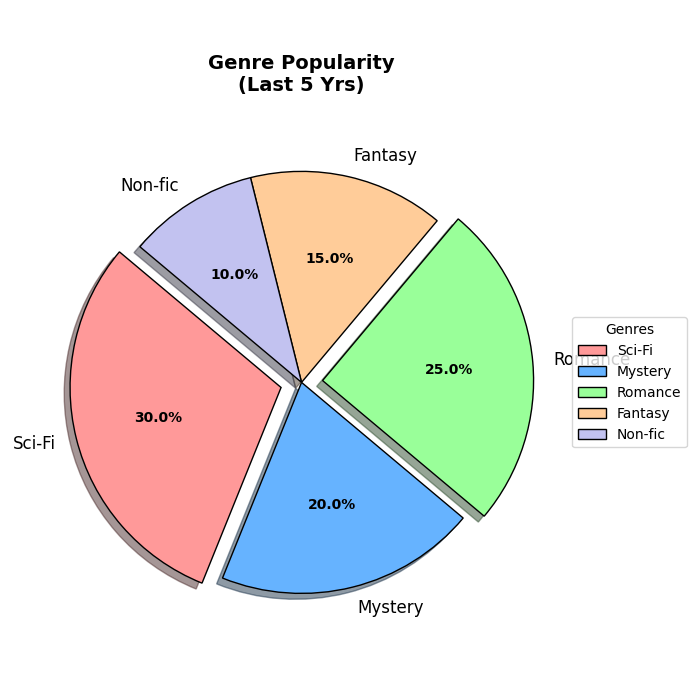 Genre Popularity
(Last 5 Yrs)
Fantasy
Non-fic
15.0%
10.0%
Romance
25.0%
30.0%
Sci-Fi
20.0%
Mystery
Genres
Sci-Fi
Mystery
Romance
Fantasy
Non-fic